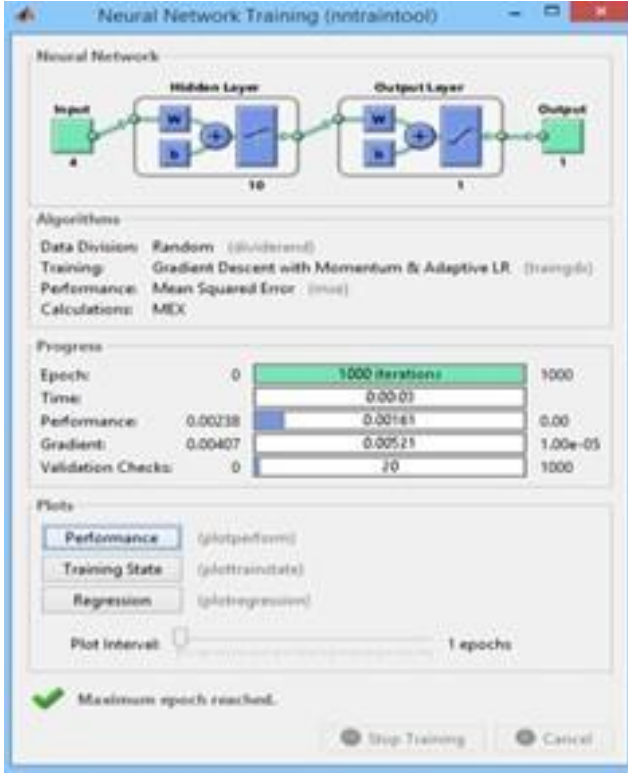 Neural Network Training (nntraintool)
Neural Network
Hidden Layer
Output Layer
Input
Output
W
b
+
W
b
+
4
10
1
1
Algorithms
Data Division: Random (dividerand)
Training: Gradient Descent with Momentum & Adaptive LR (traingdx)
Performance: Mean Squared Error (mse)
Calculations: MEX
Progress
Epoch: 0 1000 iterations 1000
Time: 0:00:03
Performance: 0.00238 0.00161 0.00
Gradient: 0.00407 0.00521 1.00e-05
Validation Checks: 0 20 1000
Plots
Performance (plotperform)
Training State (plottrainstate)
Regression (plotregression)
Plot Interval: 1 epochs
Maximum epoch reached.
Stop Training Cancel